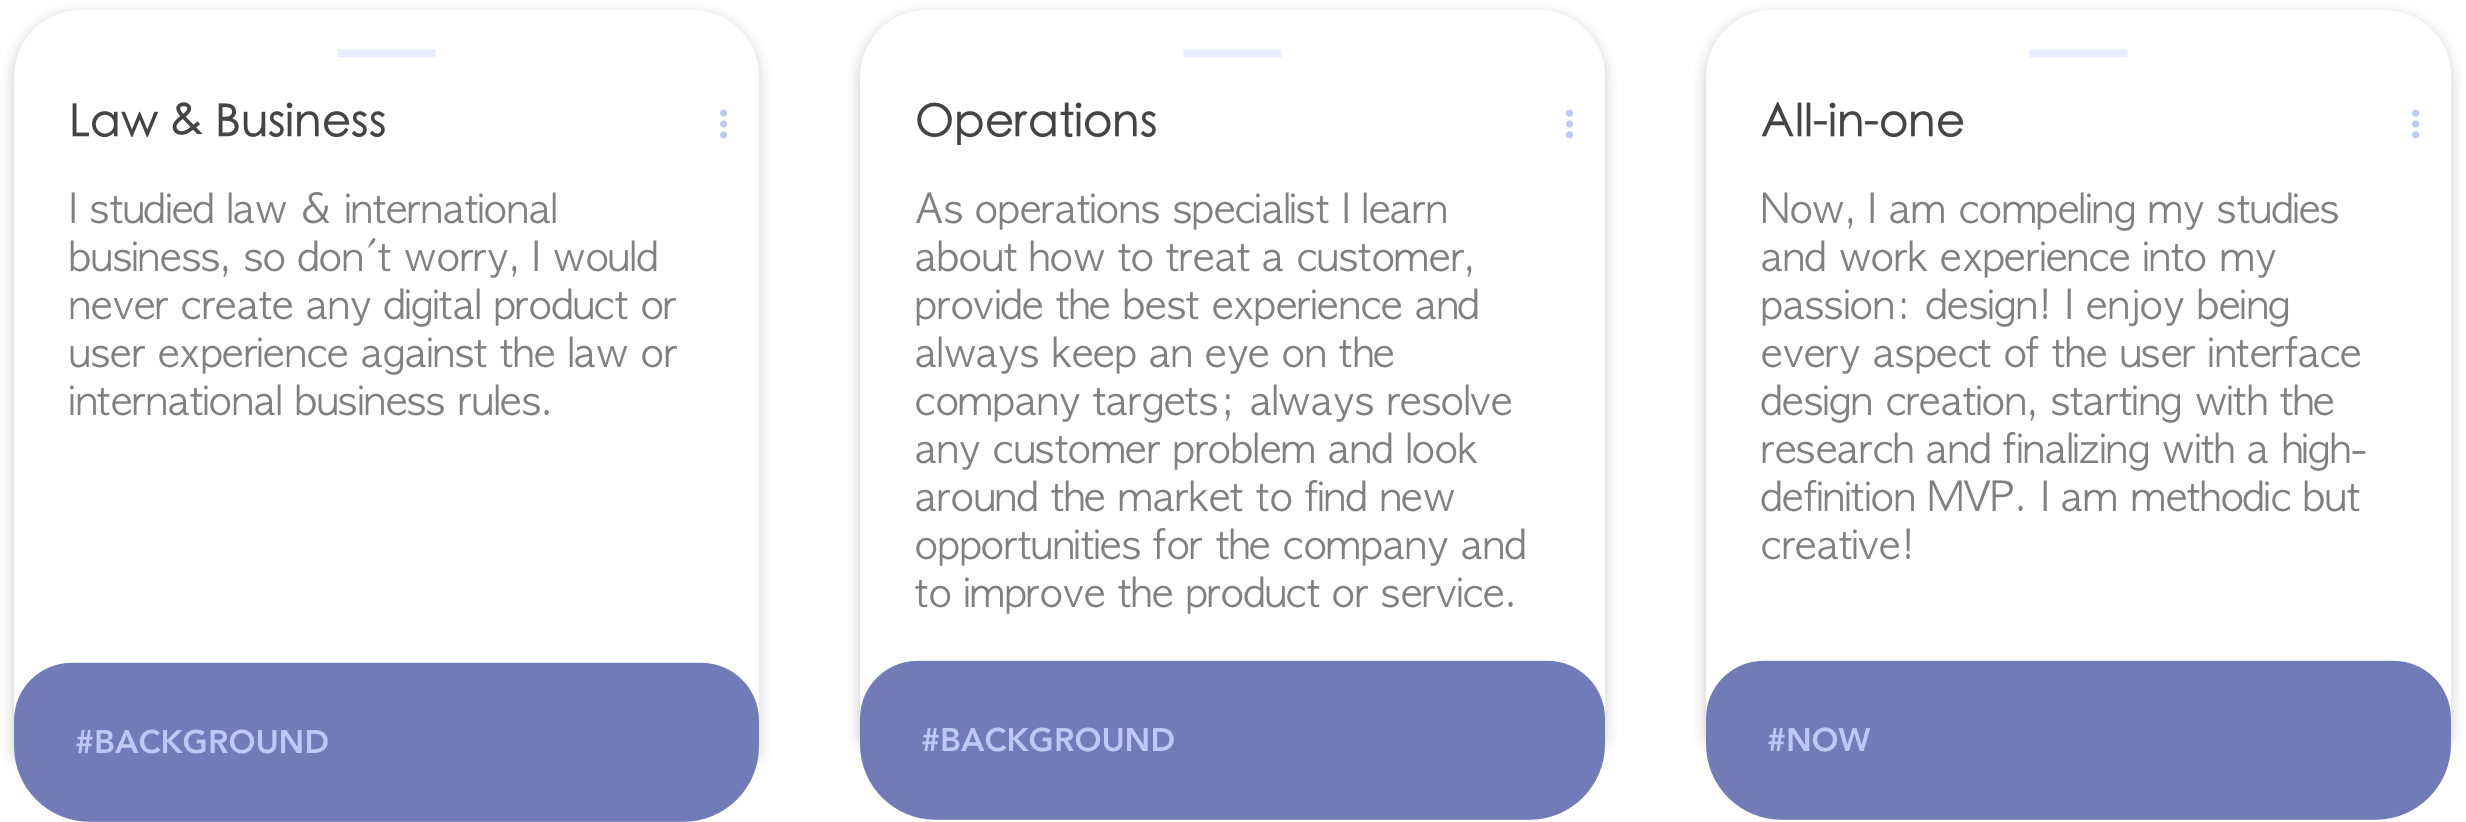 Law & Business
I studied law & international
business, so don´t worry, I would
never create any digital product or
user experience against the law or
international business rules.
#BACKGROUND
Operations
As operations specialist I learn
about how to treat a customer,
provide the best experience and
always keep an eye on the
company targets; always resolve
any customer problem and look
around the market to find new
opportunities for the company and
to improve the product or service.
#BACKGROUND
All-in-one
Now, I am compeling my studies
and work experience into my
passion: design! I enjoy being
every aspect of the user interface
design creation, starting with the
research and finalizing with a high-
definition MVP. I am methodic but
creative!
#NOW